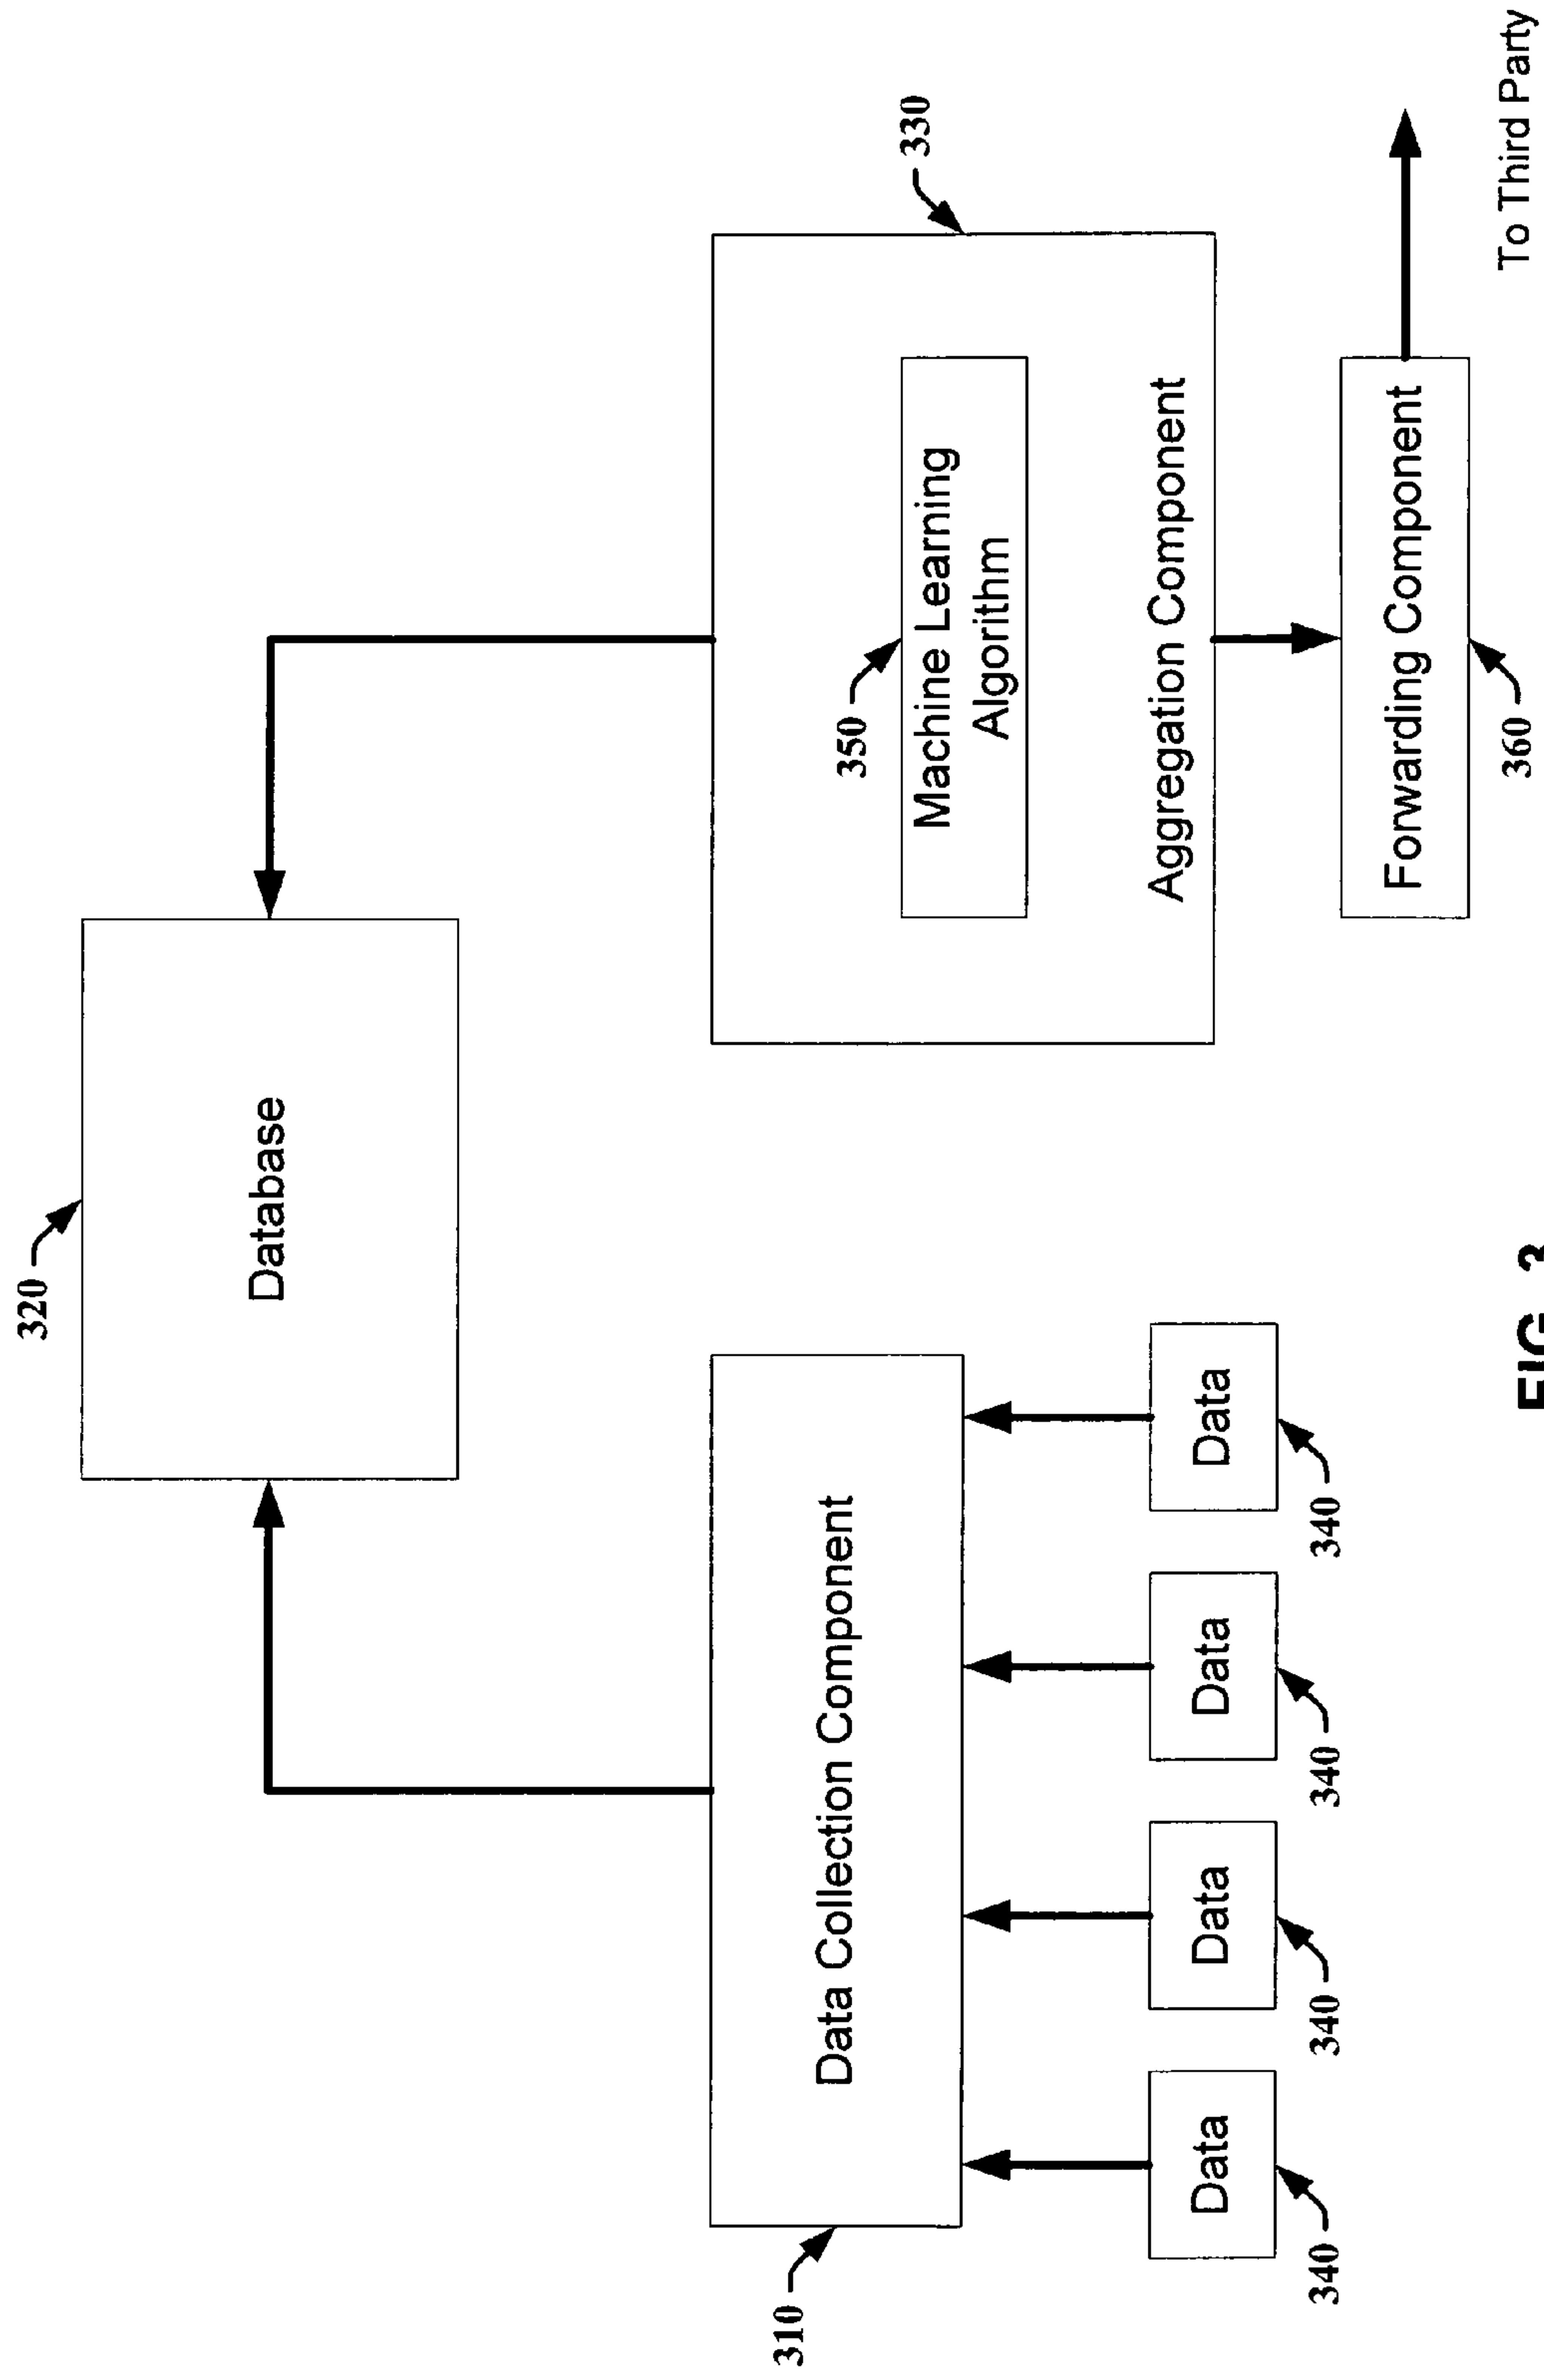 320
Database
330
350
Machine Learning
Algorithm
310
Data Collection Component
Aggregation Component
Data
Data
Data
Data
340
340
340
340
Forwarding Component
360
To Third Party
FIG. 3